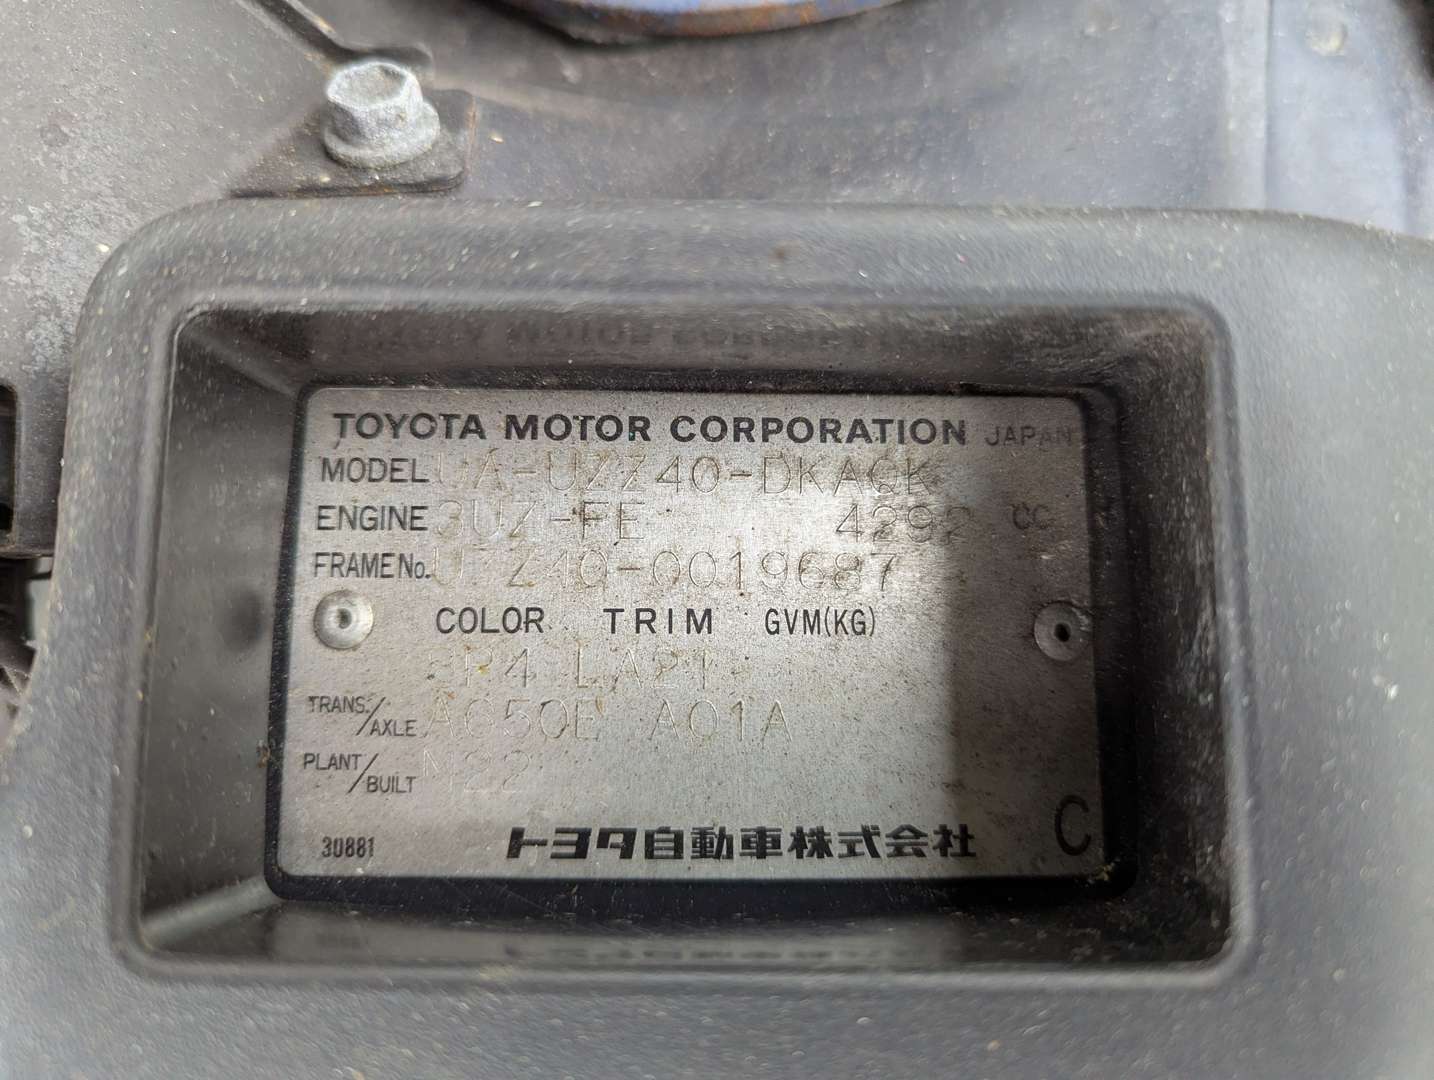 TOYOTA MOTOR CORPORATION JAPAN
MODEL UA-UZZ40-DKAQK
ENGINE 3UZ-FE 4292 CC
FRAME No. UZZ40-0019687
COLOR TRIM GVM(KG)
8P4 LA21
TRANS./AXLE A650E A01A
PLANT/BUILT M22
30881 トヨタ自動車株式会社 C